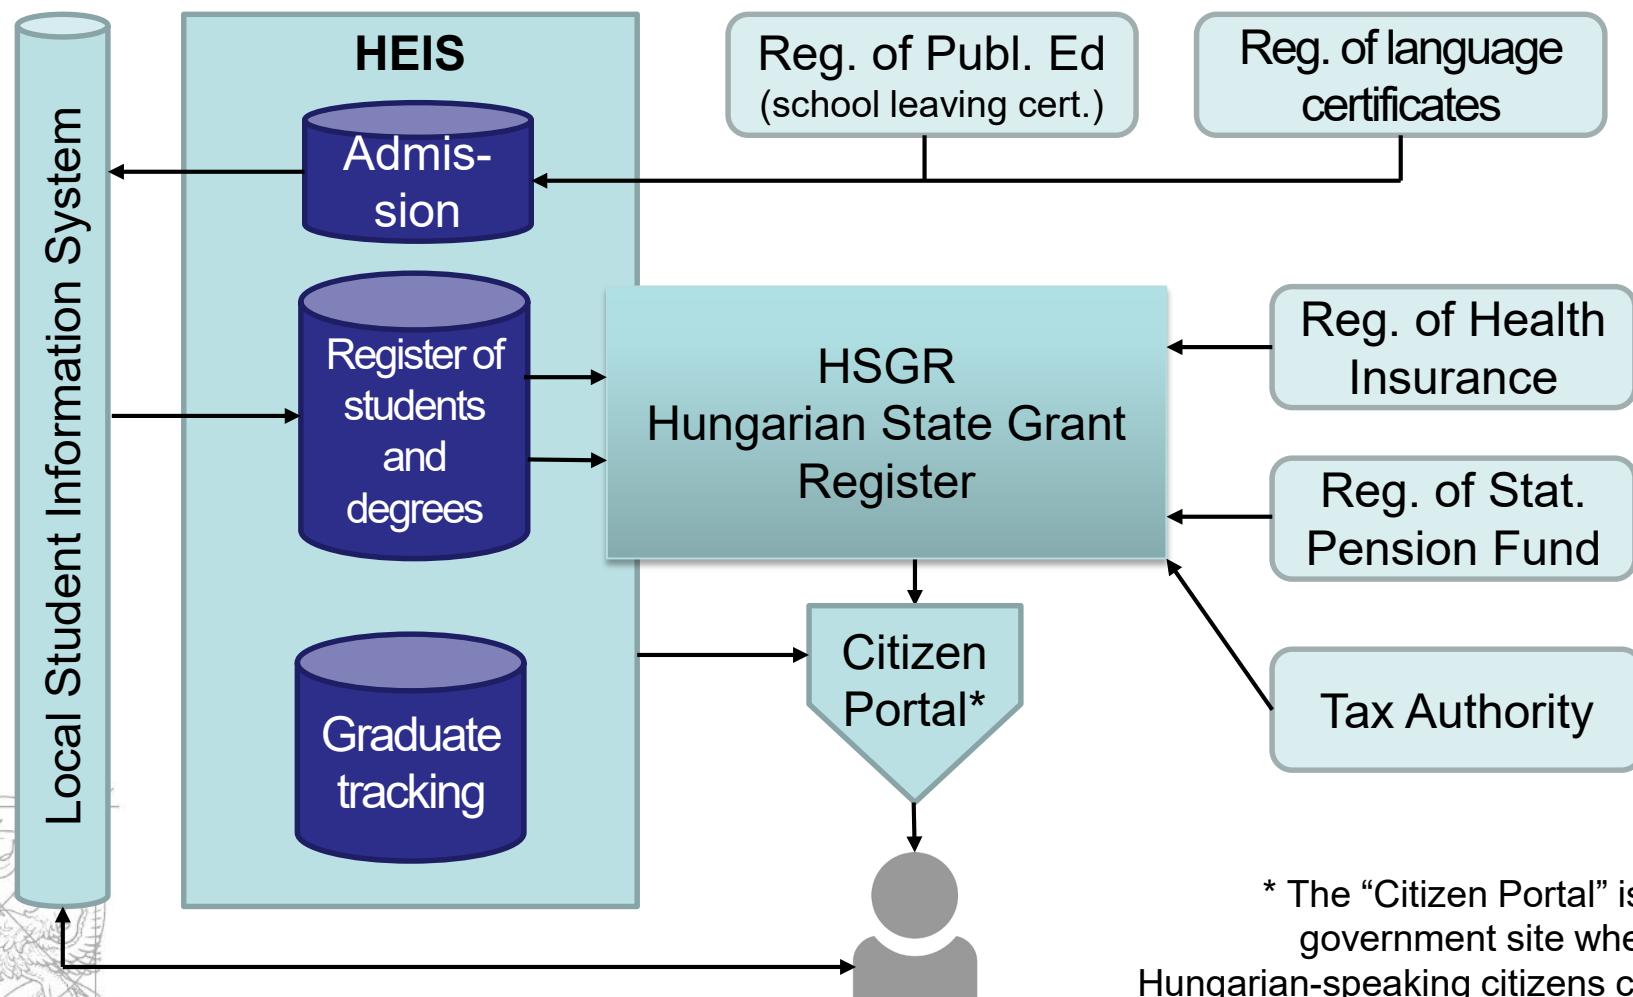 Local Student Information System
HEIS
Admis-
sion
Register of
students
and
degrees
Graduate
tracking
Reg. of Publ. Ed
(school leaving cert.)
Reg. of language
certificates
HSGR
Hungarian State Grant
Register
Reg. of Health
Insurance
Reg. of Stat.
Pension Fund
Tax Authority
Citizen
Portal*
* The “Citizen Portal” is
government site
Hungarian-speaking citizens